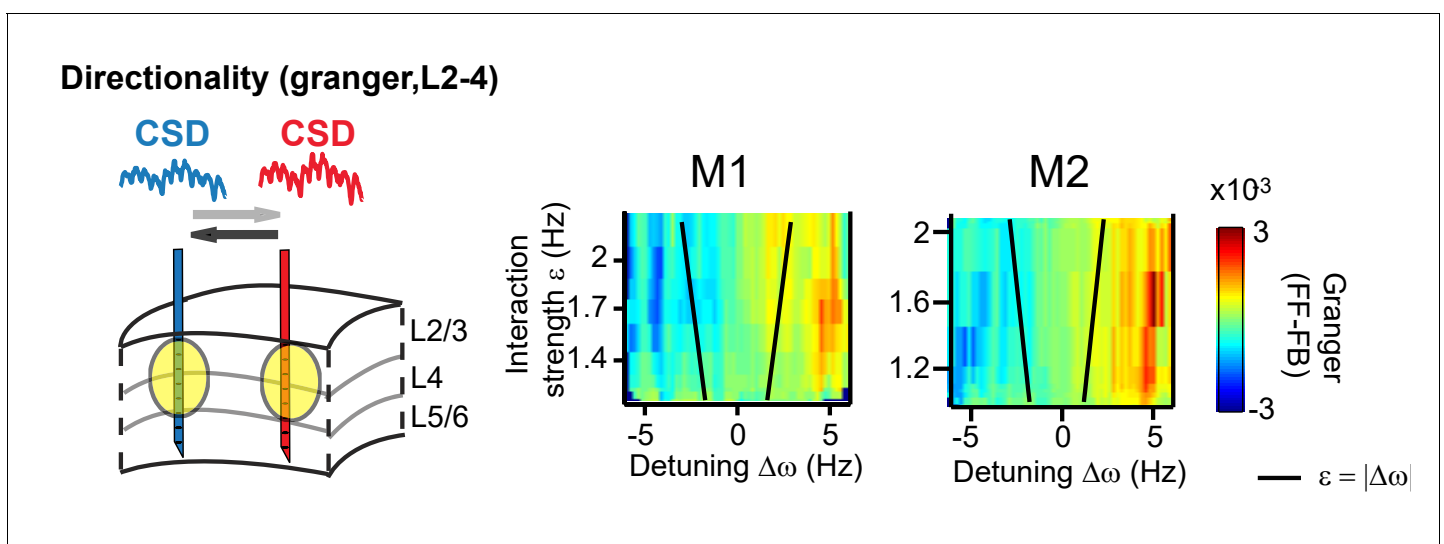 Directionality (granger,L2-4)
CSD CSD
L2/3
L4
L5/6
M1
Interaction
strength ε (Hz)
2
1.7
1.4
-5 0 5
Detuning Δω (Hz)
M2
2
1.6
1.2
-5 0 5
Detuning Δω (Hz)
x10-3
3
-3
Granger
(FF-FB)
ε = |Δω|